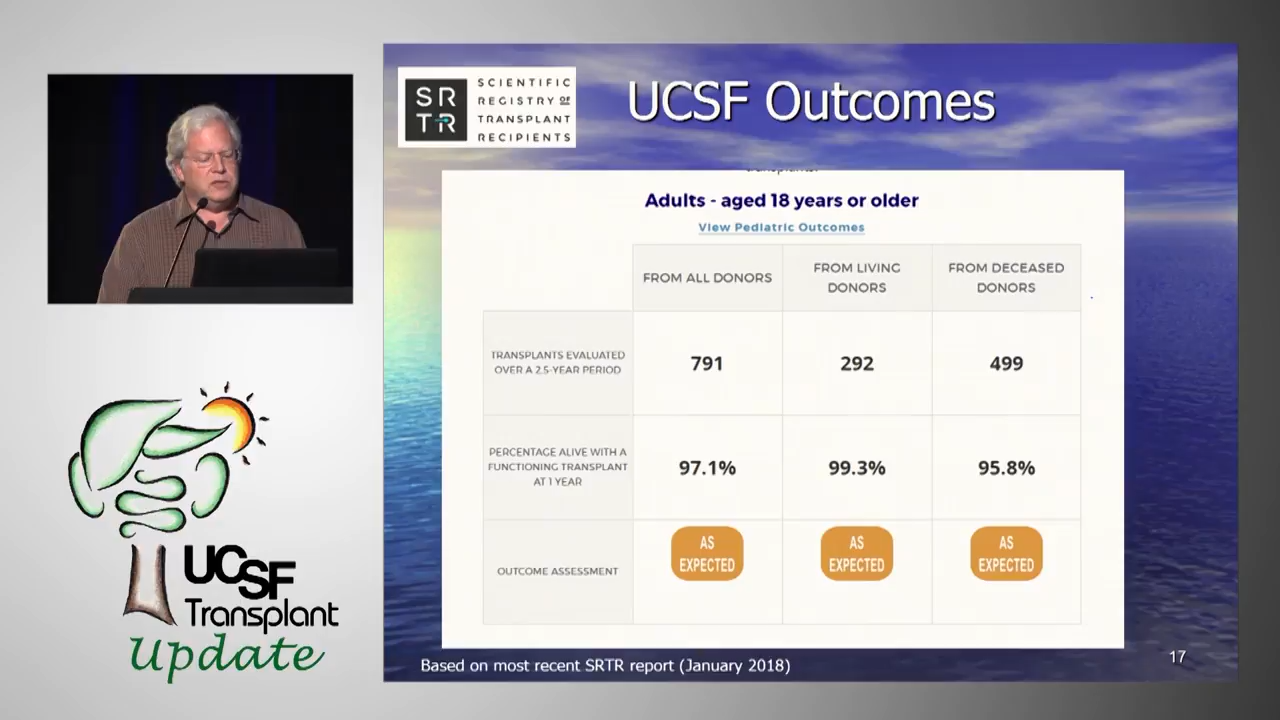 SRTR
SCIENTIFIC
REGISTRY OF
TRANSPLANT
RECIPIENTS
UCSF Outcomes
transplants.
Adults - aged 18 years or older
View Pediatric Outcomes
FROM ALL DONORS
FROM LIVING
DONORS
FROM DECEASED
DONORS
TRANSPLANTS EVALUATED
OVER A 2.5-YEAR PERIOD
791
292
499
PERCENTAGE ALIVE WITH A
FUNCTIONING TRANSPLANT
AT 1 YEAR
97.1%
99.3%
95.8%
OUTCOME ASSESSMENT
AS
EXPECTED
AS
EXPECTED
AS
EXPECTED
Based on most recent SRTR report (January 2018)
17
UCSF
Transplant
Update